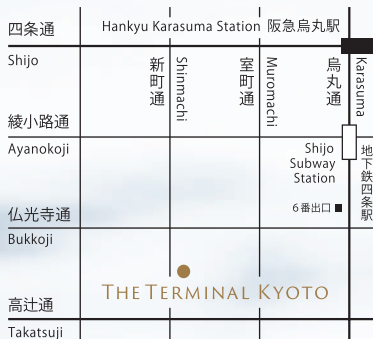 四条通
Hankyu Karasuma Station 阪急烏丸駅
Shijo
新町通
Shinmachi
室町通
Muromachi
烏丸通
Karasuma
綾小路通
Ayanokoji
Shijo
Subway
Station
地下鉄四条駅
6番出口
仏光寺通
Bukkoji
THE TERMINAL KYOTO
高辻通
Takatsuji